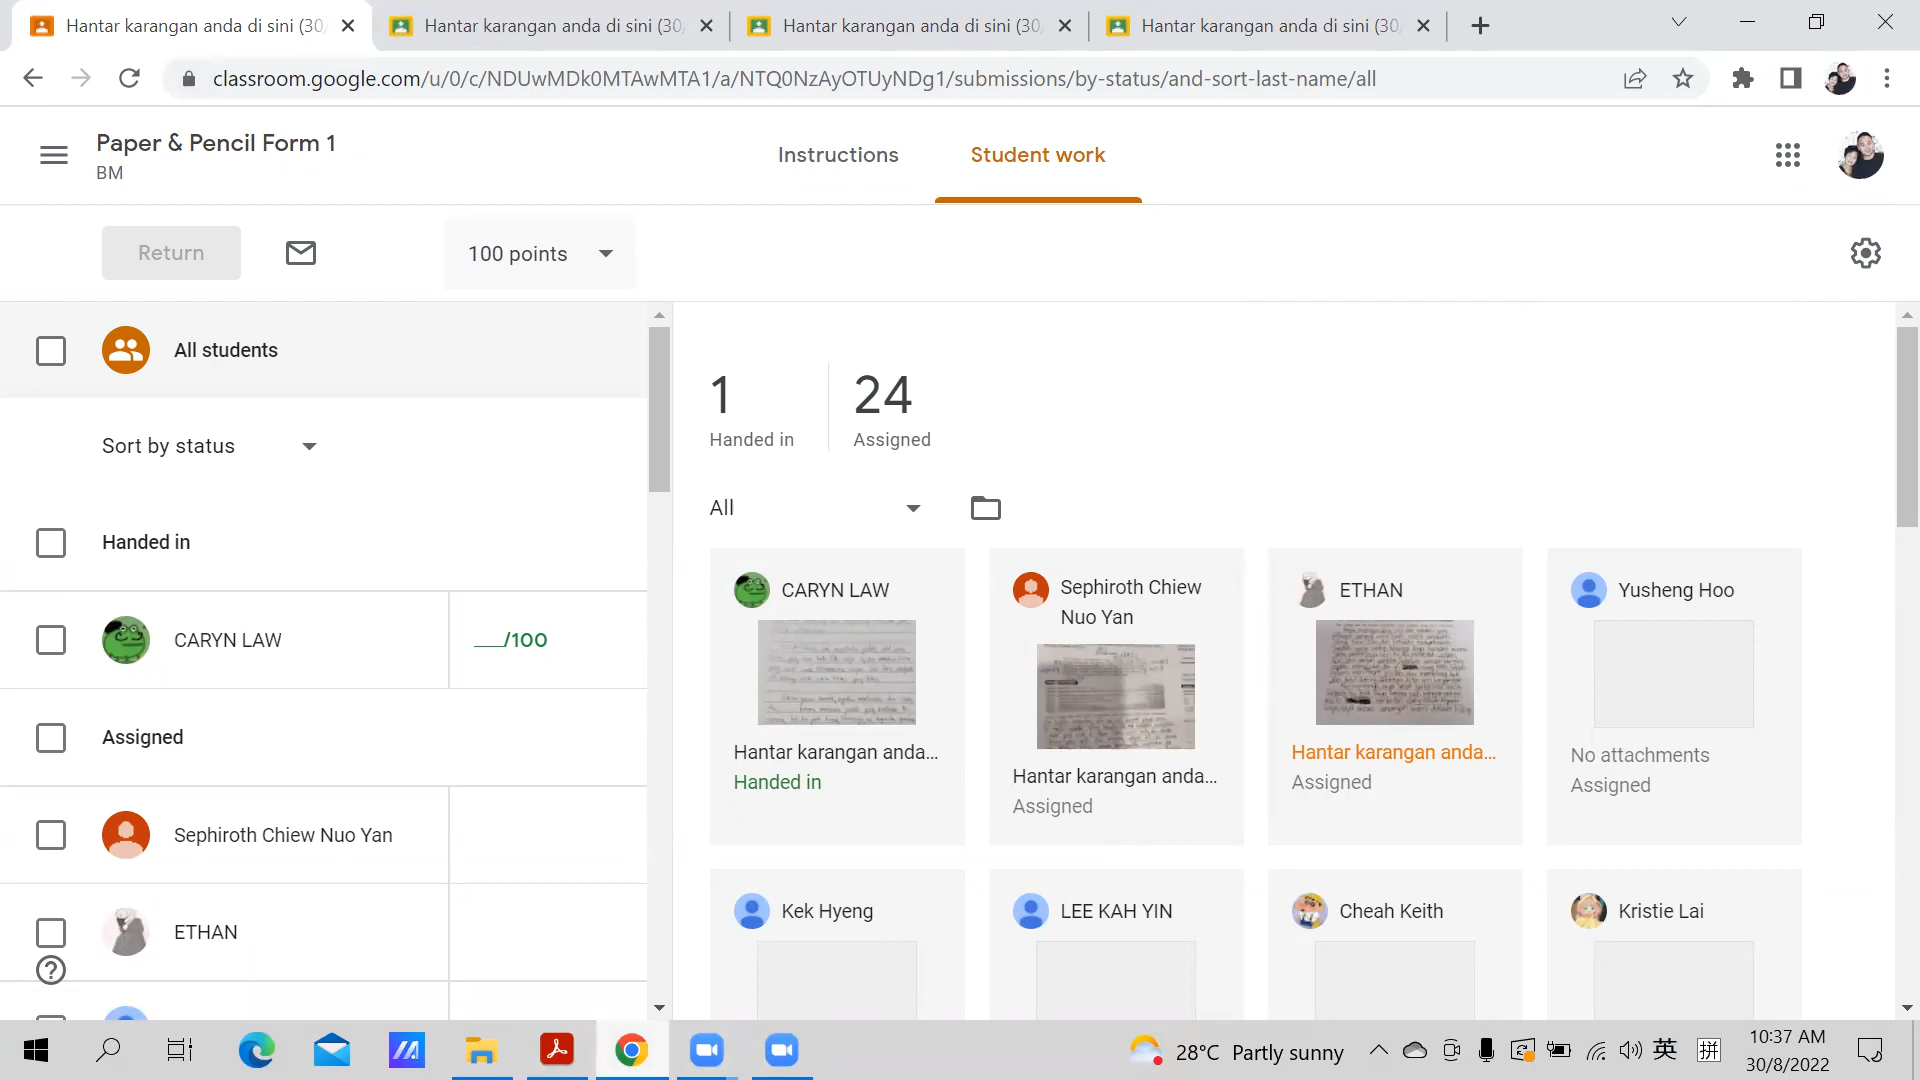 Hantar karangan anda di sini (30/
Hantar karangan anda di sini (30/
Hantar karangan anda di sini (30,
Hantar karangan anda di sini (30/
classroom.google.com/u/0/c/NDUwMDk0MTAwMTA1/a/NTQ0NzAyOTUyNDg1/submissions/by-status/and-sort-last-name/all
Paper & Pencil Form 1
BM
Instructions
Student work
Return
100 points
All students
Sort by status
Handed in
CARYN LAW
__/100
Assigned
Sephiroth Chiew Nuo Yan
ETHAN
1
Handed in
24
Assigned
All
CARYN LAW
Hantar karangan anda...
Handed in
Sephiroth Chiew
Nuo Yan
Hantar karangan anda...
Assigned
ETHAN
Hantar karangan anda...
Assigned
Yusheng Hoo
No attachments
Assigned
Kek Hyeng
LEE KAH YIN
Cheah Keith
Kristie Lai
28°C Partly sunny
英
拼
10:37 AM
30/8/2022